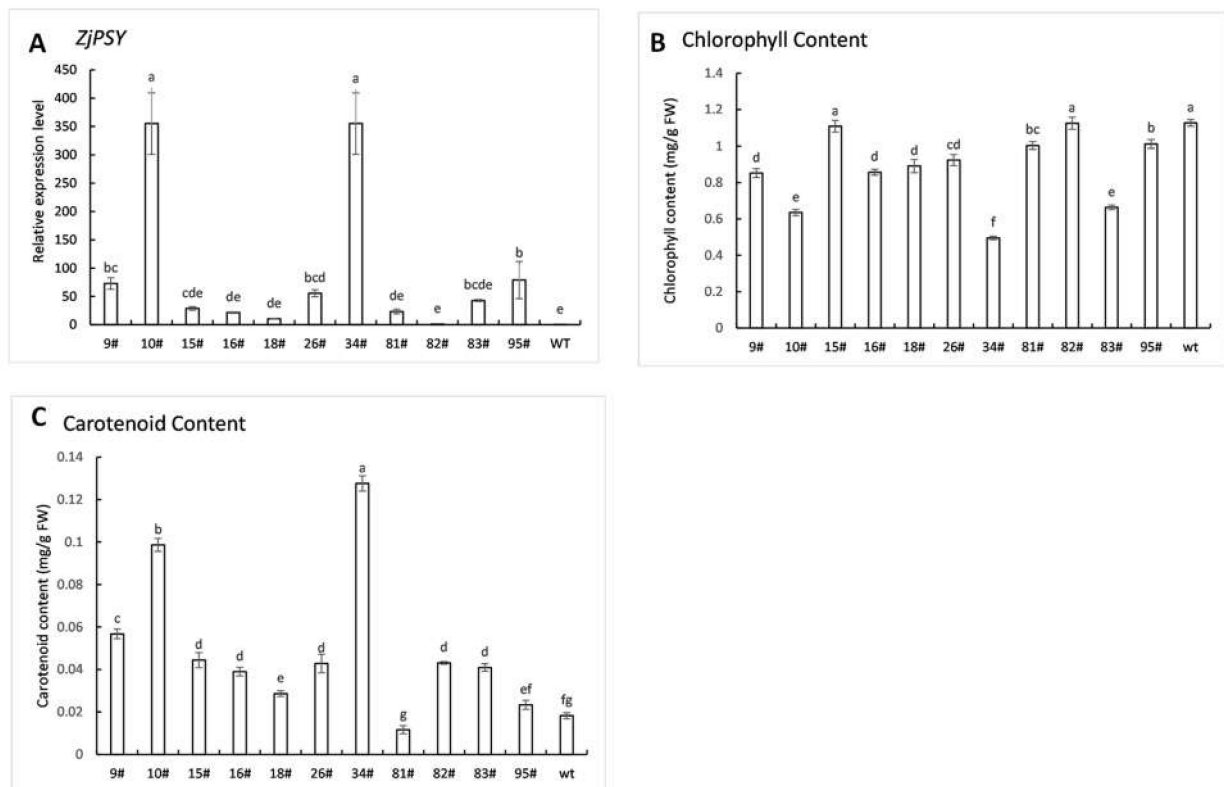 A ZjPSY
Relative expression level
450
400
350
300
250
200
150
100
50
0
bc a cde de de bcd a de e bcde b e
9# 10# 15# 16# 18# 26# 34# 81# 82# 83# 95# WT
B Chlorophyll Content
Chlorophyll content (mg/g FW)
1.4
1.2
1
0.8
0.6
0.4
0.2
0
d e a d d cd f bc a e b a
9# 10# 15# 16# 18# 26# 34# 81# 82# 83# 95# wt
C Carotenoid Content
Carotenoid content (mg/g FW)
0.14
0.12
0.1
0.08
0.06
0.04
0.02
0
c b d d e d a g d d ef fg
9# 10# 15# 16# 18# 26# 34# 81# 82# 83# 95# wt